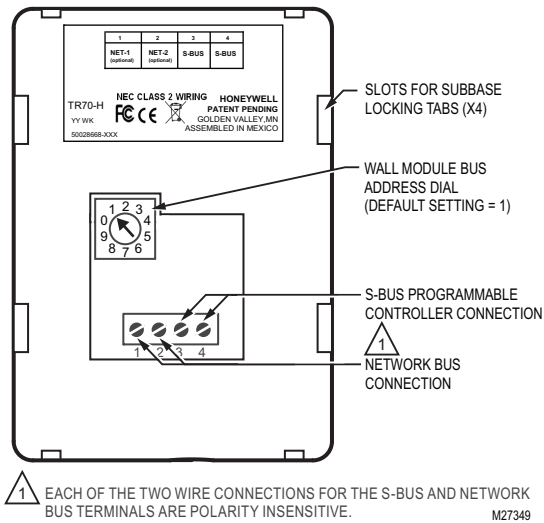 1 2 3 4
NET-1 NET-2 S-BUS S-BUS
(optional) (optional)
NEC CLASS 2 WIRING HONEYWELL
TR70-H PATENT PENDING
YY WK FC CE GOLDEN VALLEY,MN
50028668-XXX ASSEMBLED IN MEXICO
SLOTS FOR SUBBASE
LOCKING TABS (X4)
WALL MODULE BUS
ADDRESS DIAL
(DEFAULT SETTING = 1)
0 1 2 3 4 5 6 7 8 9
S-BUS PROGRAMMABLE
CONTROLLER CONNECTION
1
NETWORK BUS
CONNECTION
1 2 3 4
1 EACH OF THE TWO WIRE CONNECTIONS FOR THE S-BUS AND NETWORK
BUS TERMINALS ARE POLARITY INSENSITIVE.
M27349